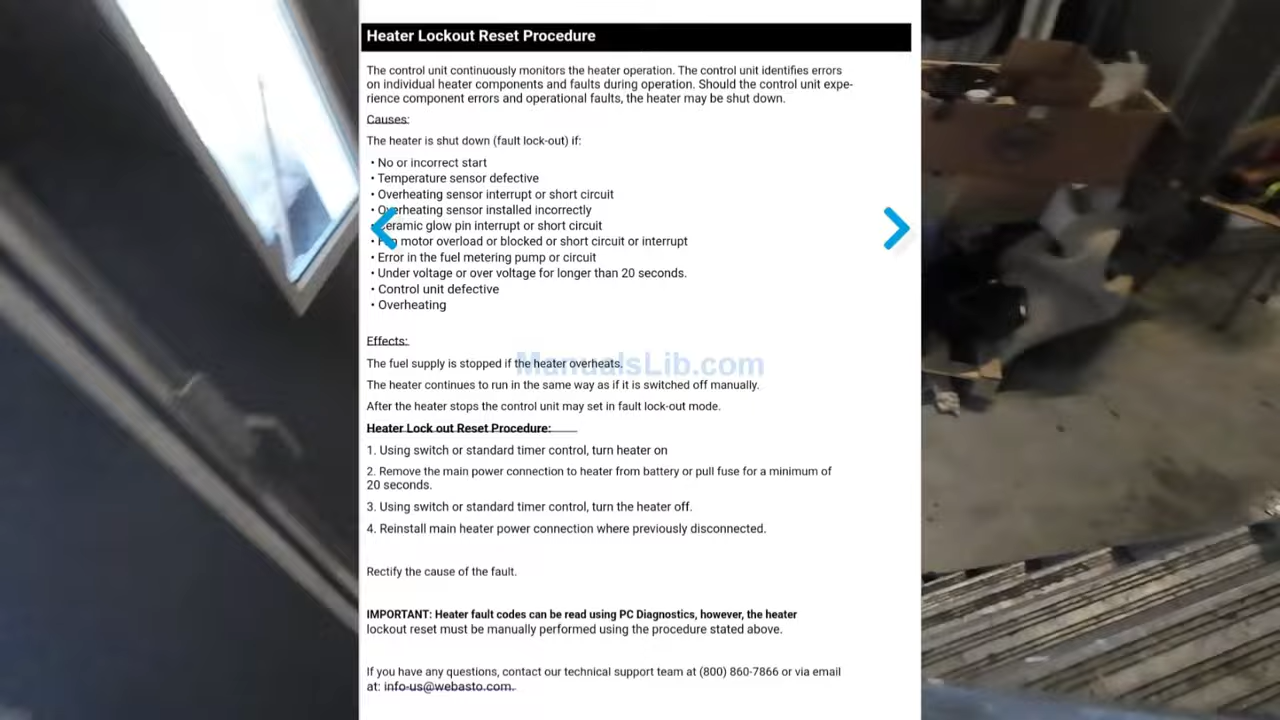 Heater Lockout Reset Procedure
The control unit continuously monitors the heater operation. The control unit identifies errors
on individual heater components and faults during operation. Should the control unit expe-
rience component errors and operational faults, the heater may be shut down.
Causes:
The heater is shut down (fault lock-out) if:
• No or incorrect start
• Temperature sensor defective
• Overheating sensor interrupt or short circuit
• Overheating sensor installed incorrectly
• Ceramic glow pin interrupt or short circuit
• Fan motor overload or blocked or short circuit or interrupt
• Error in the fuel metering pump or circuit
• Under voltage or over voltage for longer than 20 seconds.
• Control unit defective
• Overheating
Effects:
The fuel supply is stopped if the heater overheats.
ManualsLib.com
The heater continues to run in the same way as if it is switched off manually.
After the heater stops the control unit may set in fault lock-out mode.
Heater Lock out Reset Procedure:
1. Using switch or standard timer control, turn heater on
2. Remove the main power connection to heater from battery or pull fuse for a minimum of
20 seconds.
3. Using switch or standard timer control, turn the heater off.
4. Reinstall main heater power connection where previously disconnected.
Rectify the cause of the fault.
IMPORTANT: Heater fault codes can be read using PC Diagnostics, however, the heater
lockout reset must be manually performed using the procedure stated above.
If you have any questions, contact our technical support team at (800) 860-7866 or via email
at: info-us@webasto.com.